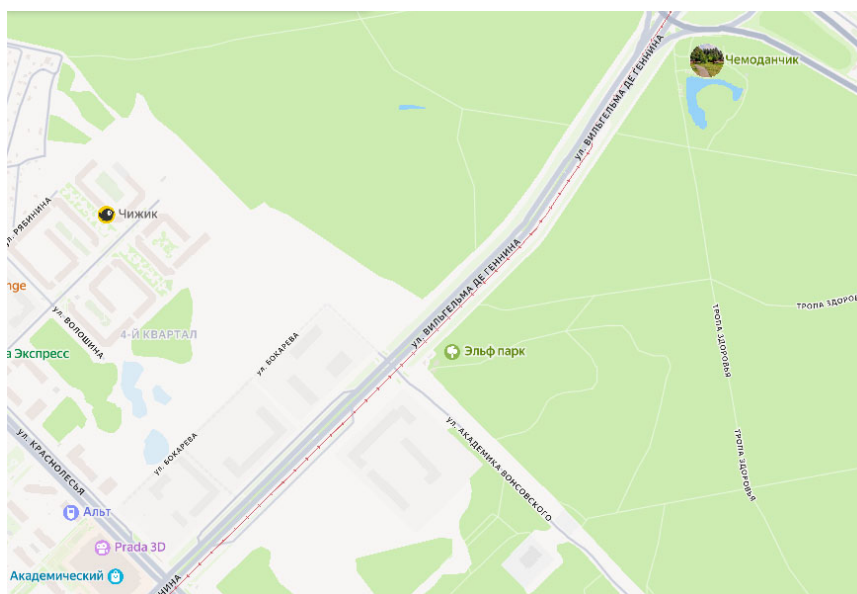 Чемоданчик
ул. ВИЛЬГЕЛЬМА ДЕ ГЕННИНА
Чижик
ул. РЯБИНИНА
ул. ВИЛЬГЕЛЬМА ДЕ ГЕННИНА
nge
ул. ВОЛОШИНА
4-Й КВАРТАЛ
ТРОПА ЗДОРОВЬЯ
ТРОПА ЗДОРО
а Экспресс
ул. БОКАРЕВА
Эльф парк
ул. БОКАРЕВА
ул. КРАСНОЛЕСЬЯ
ул. АКАДЕМИКА ВОНСОВСКОГО
ТРОПА ЗДОРОВЬЯ
Альт
Prada 3D
Академический
ННИНА